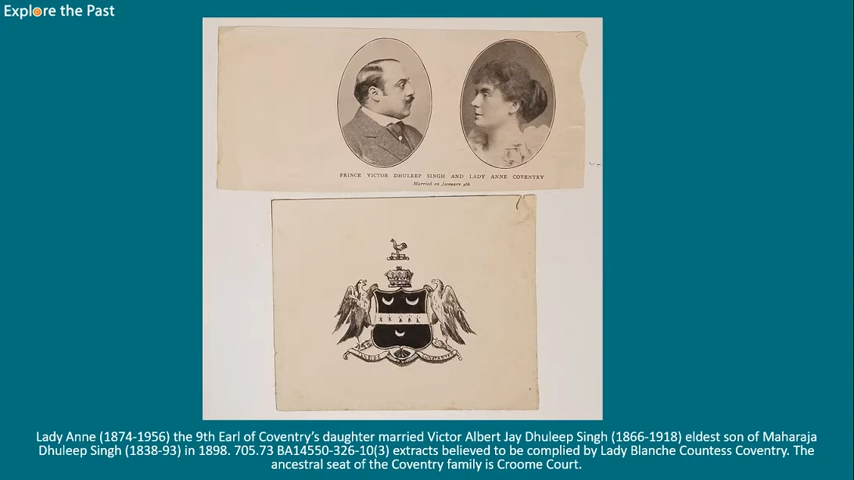 Explore the Past
PRINCE VICTOR DHULEEP SINGH AND LADY ANNE COVENTRY
Married on January 4th
Lady Anne (1874-1956) the 9th Earl of Coventry's daughter married Victor Albert Jay Dhuleep Singh (1866-1918) eldest son of Maharaja
Dhuleep Singh (1838-93) in 1898. 705.73 BA14550-326-10(3) extracts believed to be complied by Lady Blanche Countess Coventry. The
ancestral seat of the Coventry family is Croome Court.